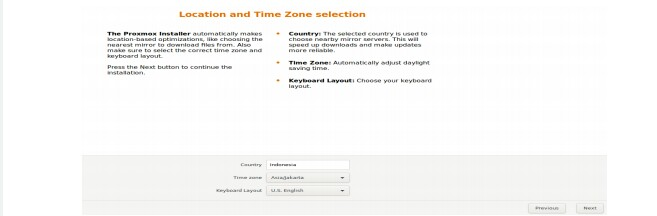 Location and Time Zone selection
The Proxmox Installer automatically makes
location-based optimizations, like choosing the
nearest mirror to download files from. Also
make sure to select the correct time zone and
keyboard layout.
Press the Next button to continue the
installation.
Country: The selected country is used to
choose nearby mirror servers. This will
speed up downloads and make updates
more reliable.
Time Zone: Automatically adjust daylight
saving time.
Keyboard Layout: Choose your keyboard
layout.
Country Indonesia
Time zone Asia/Jakarta
Keyboard Layout U.S. English
Previous Next